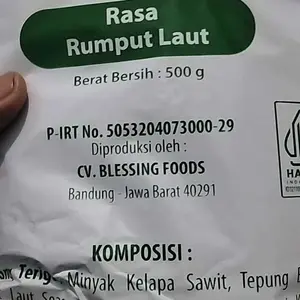 Rasa
Rumput Laut
Berat Bersih : 500 g
P-IRT No. 5053204073000-29
Diproduksi oleh :
CV. BLESSING FOODS
Bandung - Jawa Barat 40291
KOMPOSISI :
Minyak Kelapa Sawit, Tepung
Laut